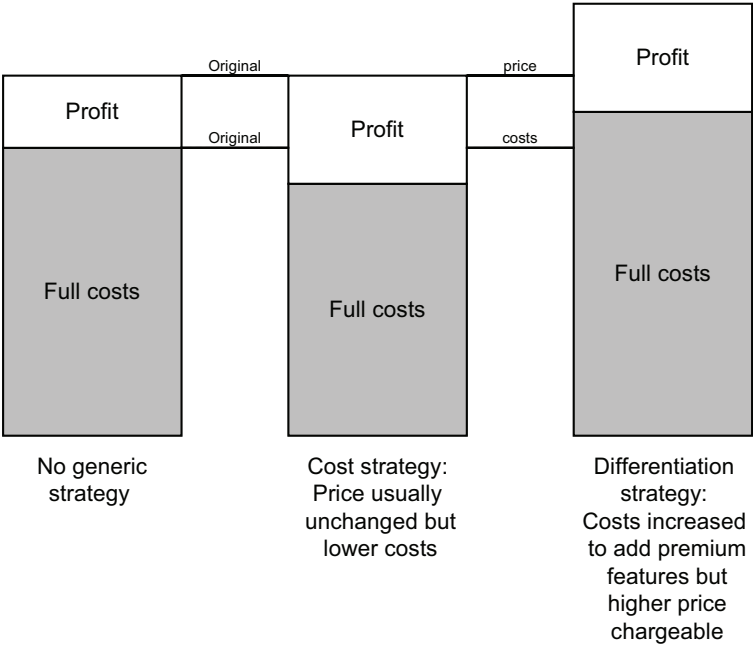 Profit
Original
price
Profit
Profit
Original
costs
Full costs
Full costs
Full costs
No generic
strategy
Cost strategy:
Price usually
unchanged but
lower costs
Differentiation
strategy:
Costs increased
to add premium
features but
higher price
chargeable